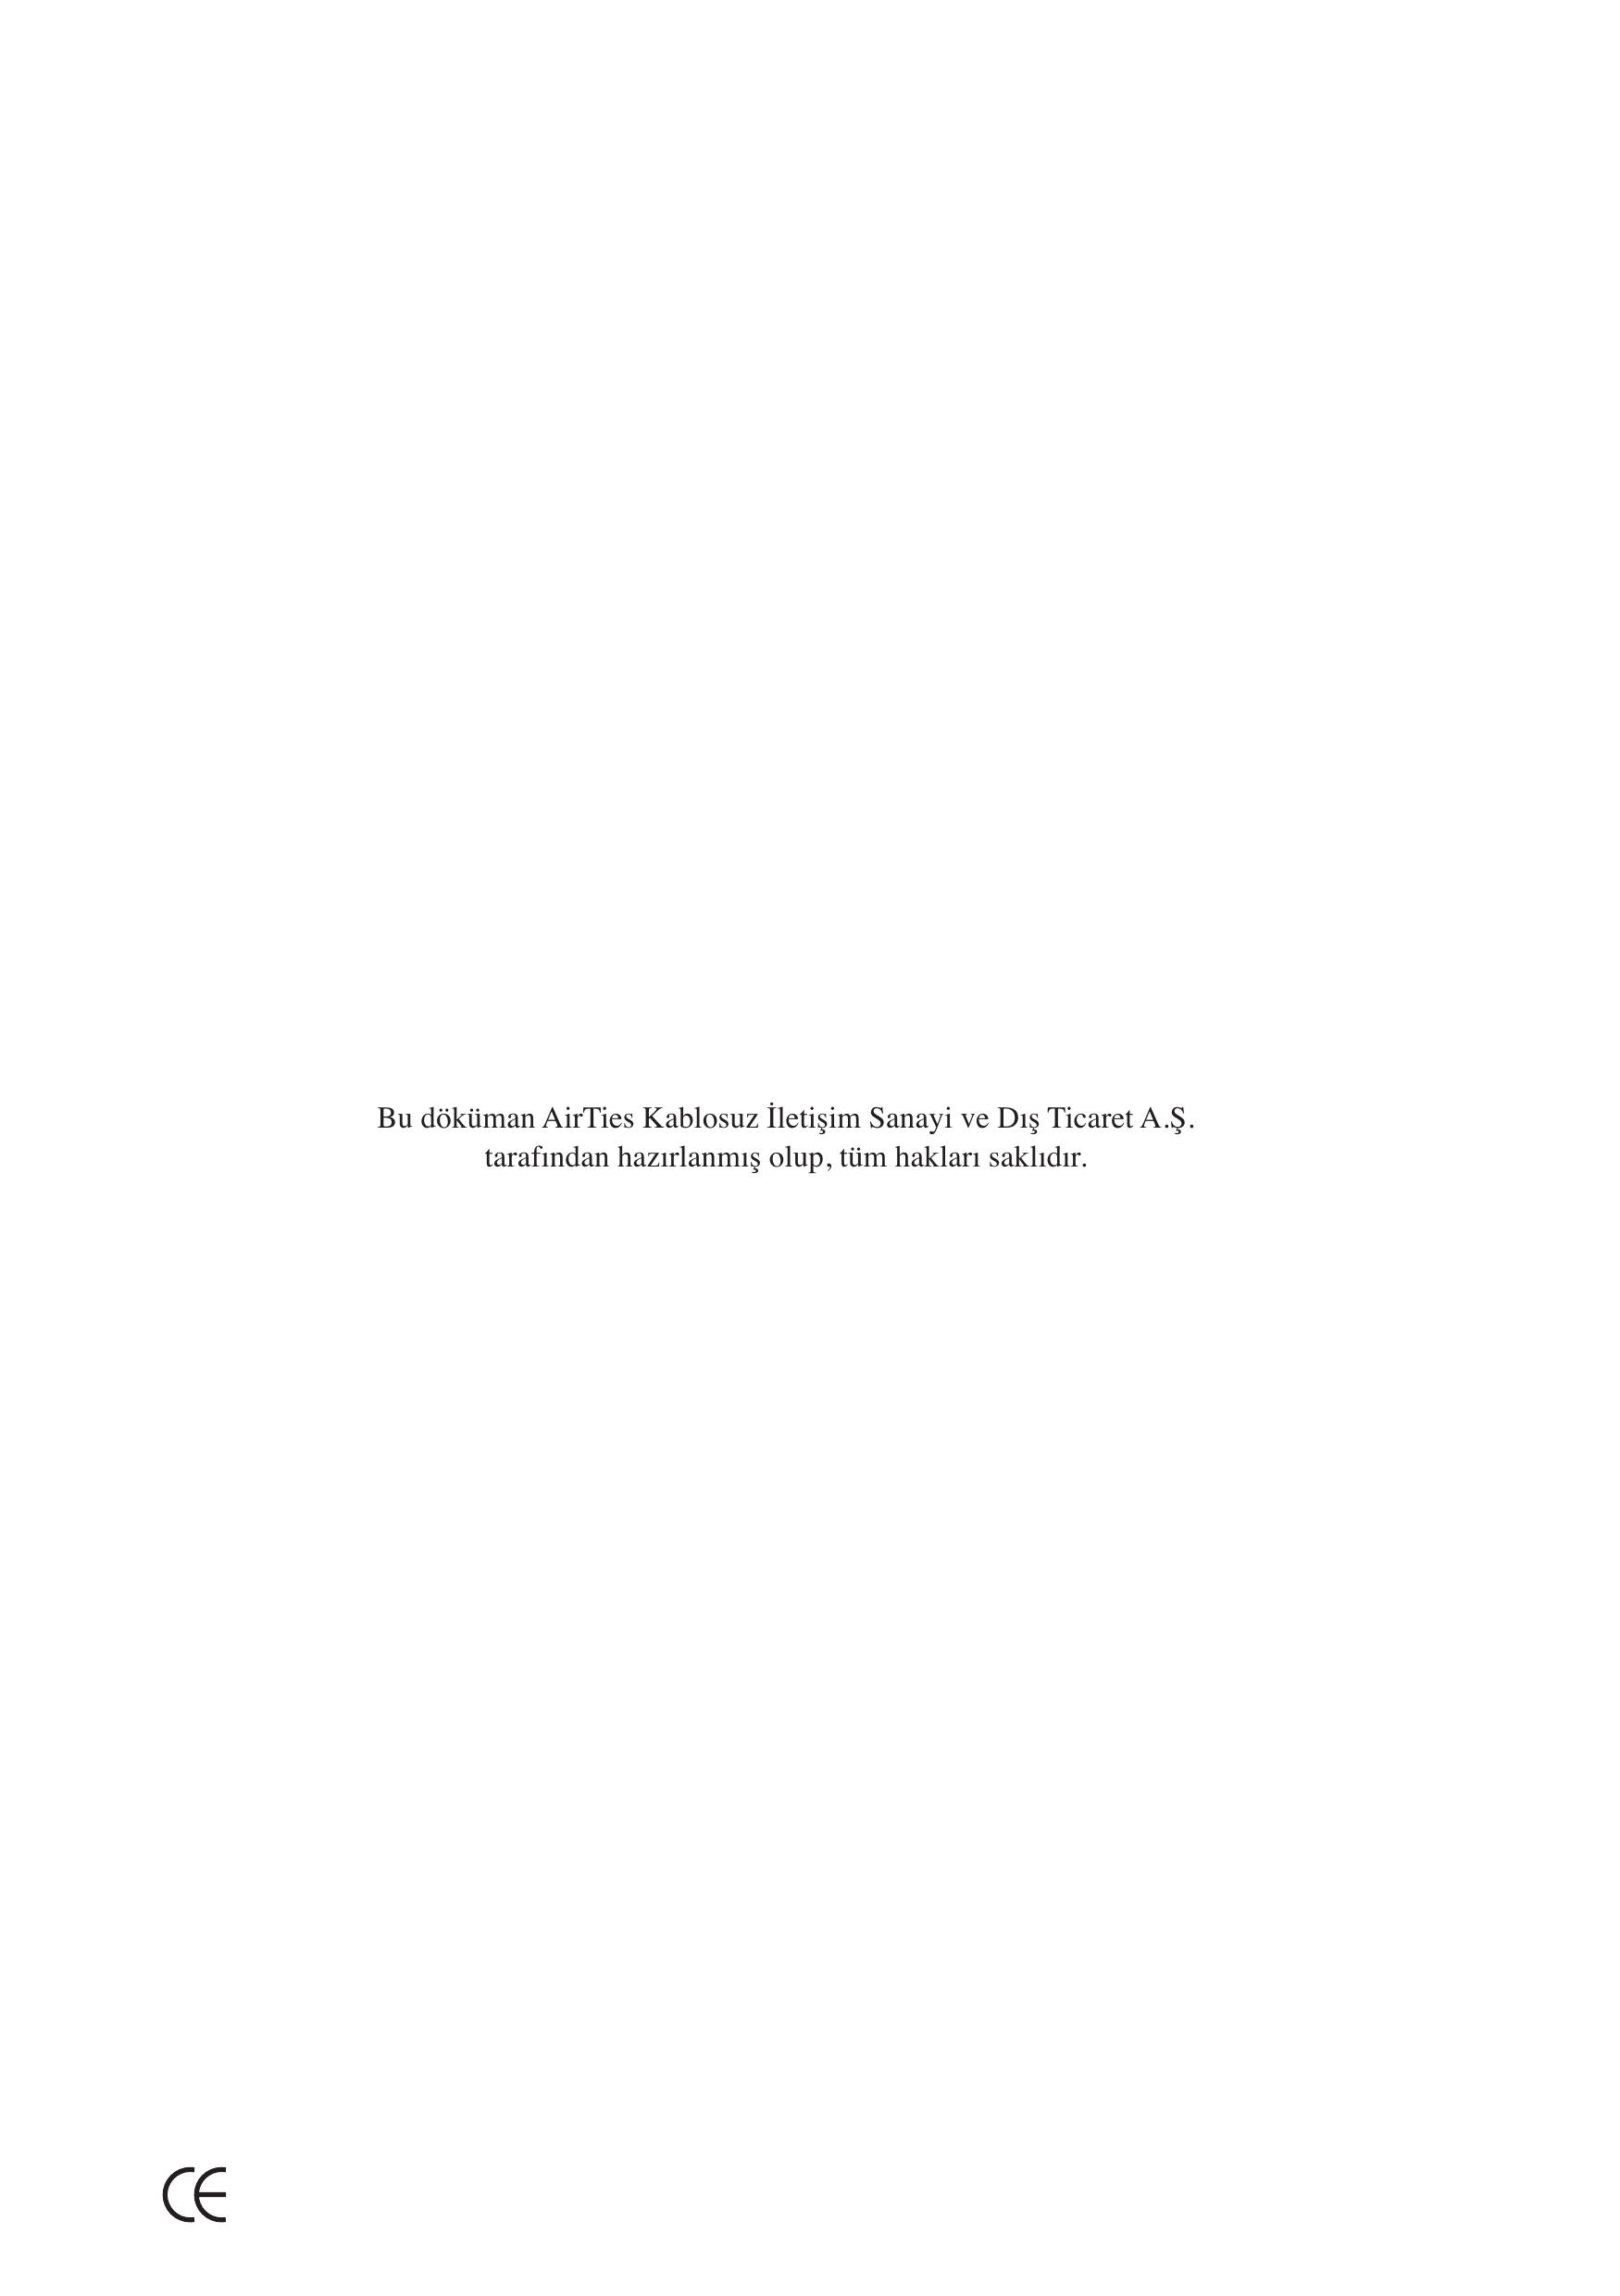 Bu döküman AirTies Kablosuz İletişim Sanayi ve Dış Ticaret A.Ş.
tarafından hazırlanmış olup, tüm hakları saklıdır.
CE